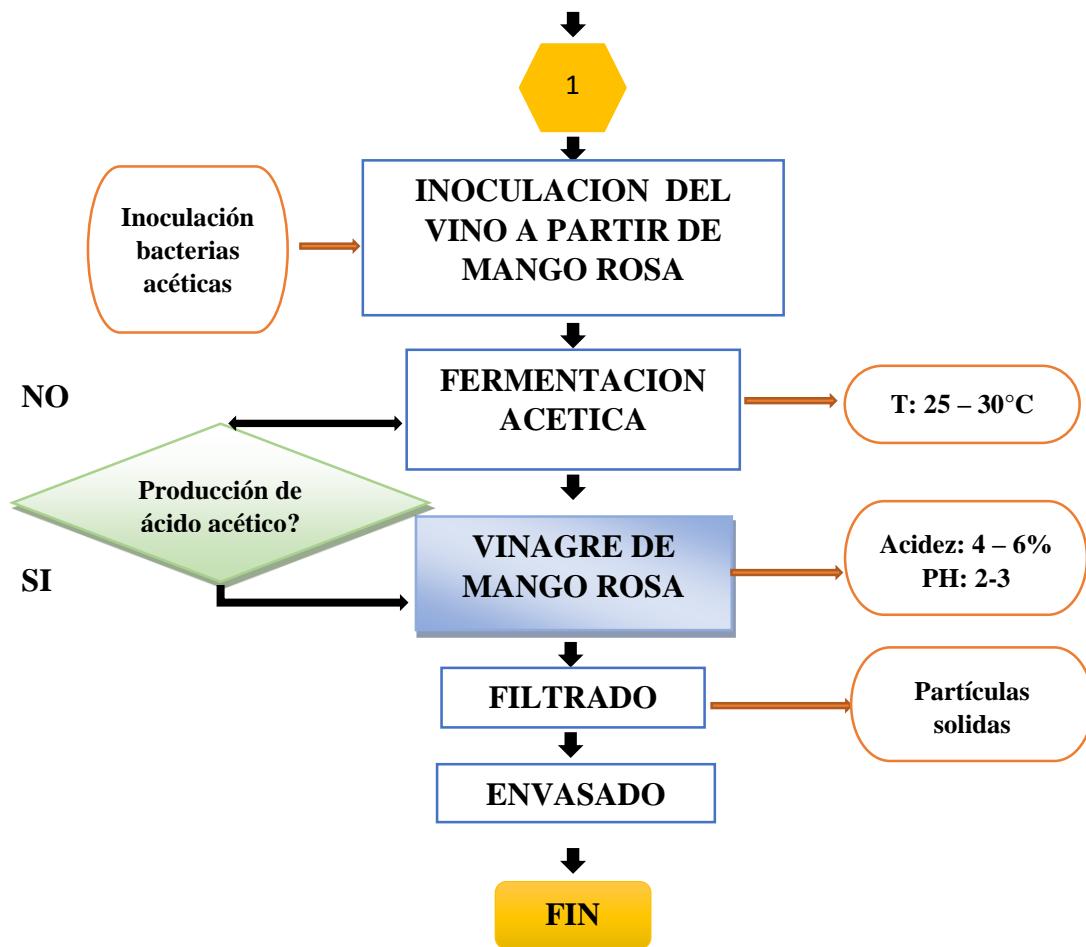 1
INOCULACION DEL
VINO A PARTIR DE
MANGO ROSA
Inoculación
bacterias
acéticas
FERMENTACION
ACETICA
T: 25 – 30°C
NO
Producción de
ácido acético?
SI
VINAGRE DE
MANGO ROSA
Acidez: 4 – 6%
PH: 2-3
FILTRADO
Partículas
solidas
ENVASADO
FIN